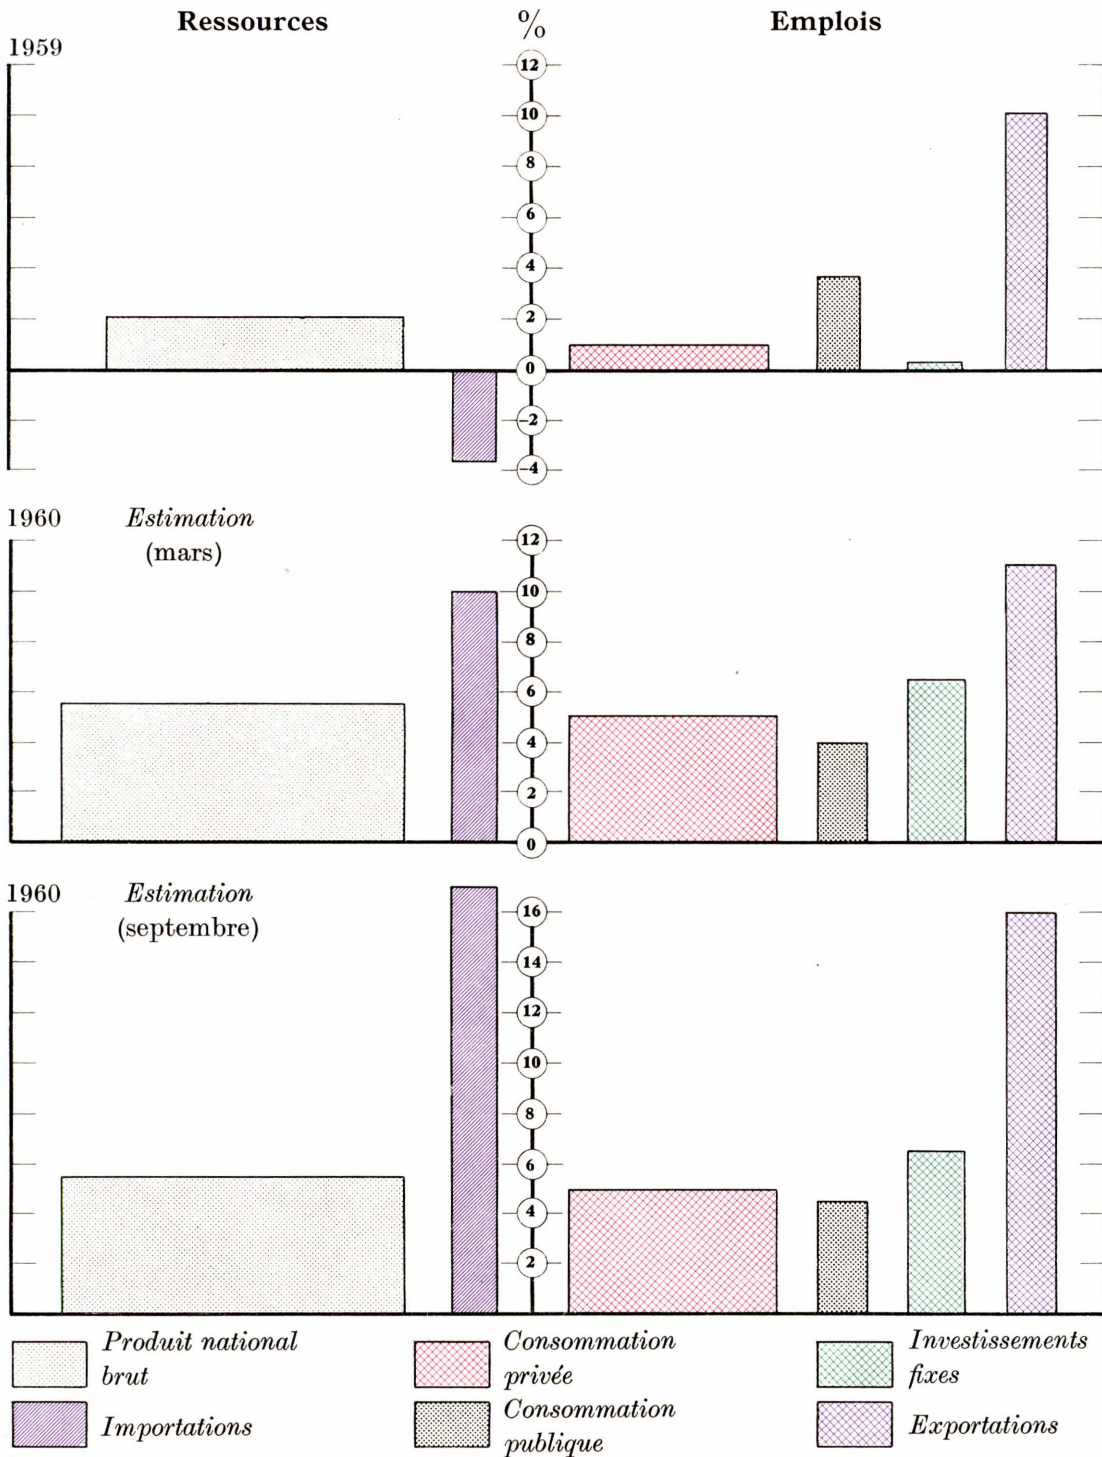 Ressources
%
Emplois
1959
12
10
8
6
4
2
0
–2
–4
1960
Estimation
(mars)
12
10
8
6
4
2
0
1960
Estimation
(septembre)
16
14
12
10
8
6
4
2
Produit national
brut
Consommation
privée
Investissements
fixes
Importations
Consommation
publique
Exportations